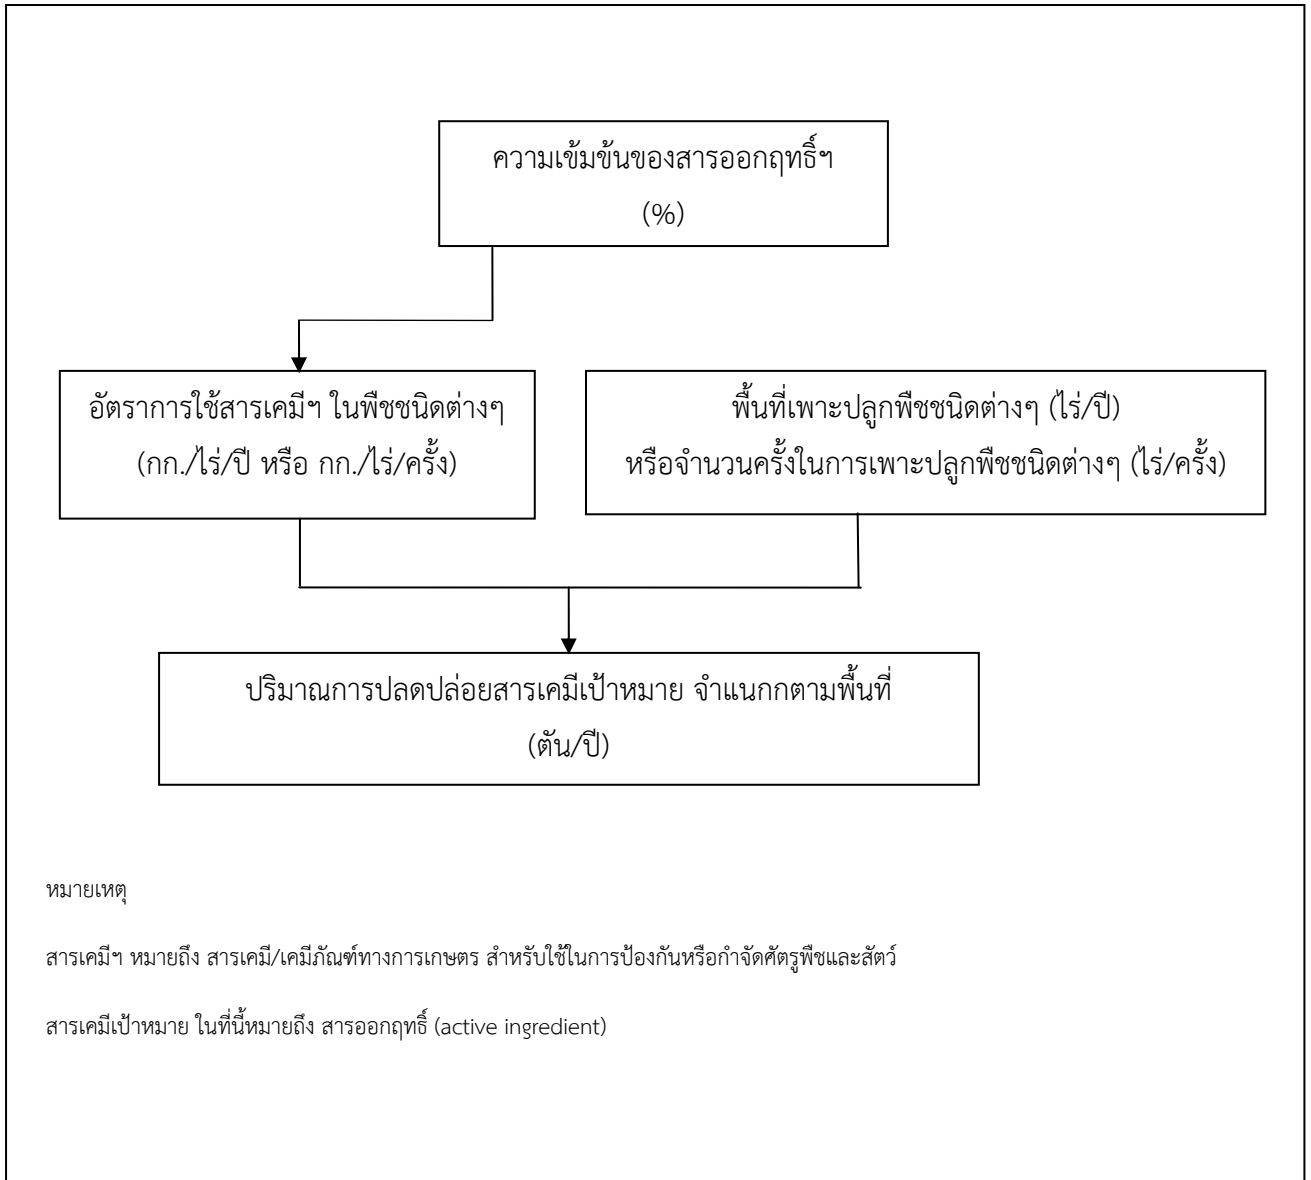 ความเข้มข้นของสารออกฤทธิ์ฯ
(%)
อัตราการใช้สารเคมีฯ ในพืชชนิดต่างๆ
(กก./ไร่/ปี หรือ กก./ไร่/ครั้ง)
พื้นที่เพาะปลูกพืชชนิดต่างๆ (ไร่/ปี)
หรือจำนวนครั้งในการเพาะปลูกพืชชนิดต่างๆ (ไร่/ครั้ง)
ปริมาณการปลดปล่อยสารเคมีเป้าหมาย จำแนกกตามพื้นที่
(ตัน/ปี)
หมายเหตุ
สารเคมีฯ หมายถึง สารเคมี/เคมีภัณฑ์ทางการเกษตร สำหรับใช้ในการป้องกันหรือกำจัดศัตรูพืชและสัตว์
สารเคมีเป้าหมาย ในที่นี้หมายถึง สารออกฤทธิ์ (active ingredient)